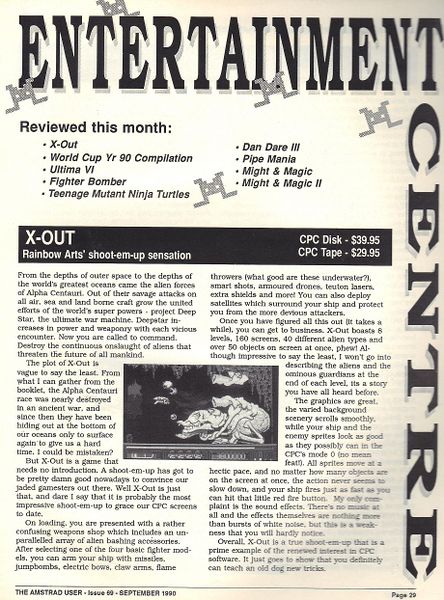 ENTERTAINMENT
CENTRE
Reviewed this month:
• X-Out
• World Cup Yr 90 Compilation
• Ultima VI
• Fighter Bomber
• Teenage Mutant Ninja Turtles
• Dan Dare III
• Pipe Mania
• Might & Magic
• Might & Magic II
X-OUT
Rainbow Arts' shoot-em-up sensation
CPC Disk - $39.95
CPC Tape - $29.95
From the depths of outer space to the depths of
the world's greatest oceans came the alien forces
of Alpha Centauri. Out of their savage attacks on
all air, sea and land borne craft grow the united
efforts of the world's super powers - project Deep
Star, the ultimate war machine. Deepstar in-
creases in power and weaponry with each vicious
encounter. Now you are called to command.
Destroy the continuous onslaught of aliens that
threaten the future of all mankind.
The plot of X-Out is
vague to say the least. From
what I can gather from the
booklet, the Alpha Centauri
race was nearly destroyed
in an ancient war, and
since then they have been
hiding out at the bottom of
our oceans only to surface
again to give us a hard
time. I could be mistaken?
But X-Out is a game that
needs no introduction. A shoot-em-up has got to
be pretty damn good nowadays to convince our
jaded gamesters out there. Well X-Out is just
that, and dare I say that it is probably the most
impressive shoot-em-up to grace our CPC screens
to date.
On loading, you are presented with a rather
confusing weapons shop which includes an un-
parallelled array of alien bashing accessories.
After selecting one of the four basic fighter mod-
els, you can arm your ship with missiles,
jumpbombs, electric bows, claw arms, flame
throwers (what good are these underwater?),
smart shots, armoured drones, teuton lasers,
extra shields and more! You can also deploy
satellites which surround your ship and protect
you from the more devious attackers.
Once you have figured all this out (it takes a
while), you can get to business. X-Out boasts 8
levels, 160 screens, 40 different alien types and
over 50 objects on screen at once, phew! Al-
though impressive to say the least, I won't go into
describing the aliens and the
ominous guardians at the
end of each level, its a story
you have all heard before.
The graphics are great,
the varied background
scenery scrolls smoothly,
while your ship and the
enemy sprites look as good
as they possibly can in the
CPC's mode 0 (no mean
feat!). All sprites move at a
hectic pace, and no matter how many objects are
on the screen at once, the action never seems to
slow down, and your ship fires just as fast as you
can hit that little red fire button. My only com-
plaint is the sound effects. There's no music at
all and the effects themselves are nothing more
than bursts of white noise, but this is a weak-
ness that you will hardly notice.
Overall, X-Out is a true shoot-em-up that is a
prime example of the renewed interest in CPC
software. It just goes to show that you definitely
can teach an old dog new tricks.
THE AMSTRAD USER - Issue 69 - SEPTEMBER 1990
Page 29